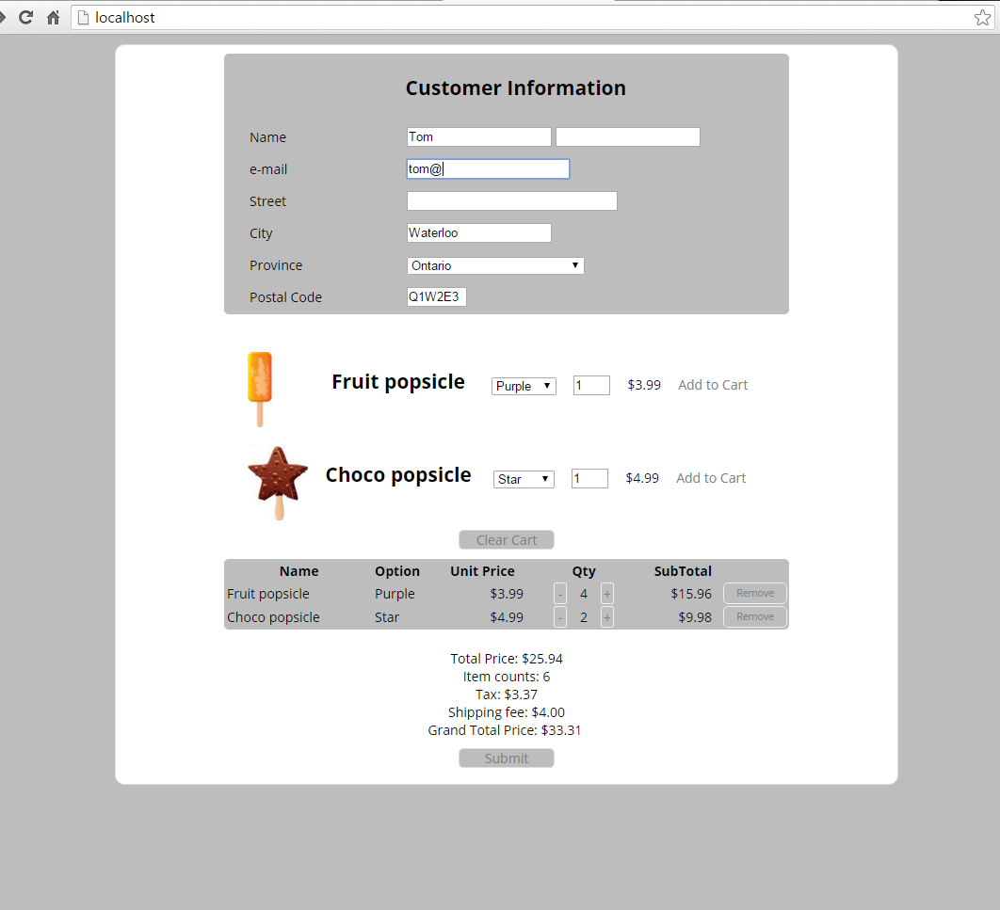 localhost
Customer Information
Name Tom
e-mail tom@
Street
City Waterloo
Province Ontario
Postal Code Q1W2E3
Fruit popsicle Purple 1 $3.99 Add to Cart
Choco popsicle Star 1 $4.99 Add to Cart
Clear Cart
Name Option Unit Price Qty SubTotal
Fruit popsicle Purple $3.99 - 4 + $15.96 Remove
Choco popsicle Star $4.99 - 2 + $9.98 Remove
Total Price: $25.94
Item counts: 6
Tax: $3.37
Shipping fee: $4.00
Grand Total Price: $33.31
Submit